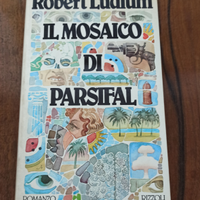 Robert Ludlum
IL MOSAICO
DI
PARSIFAL
ROMANZO
RIZZOLI